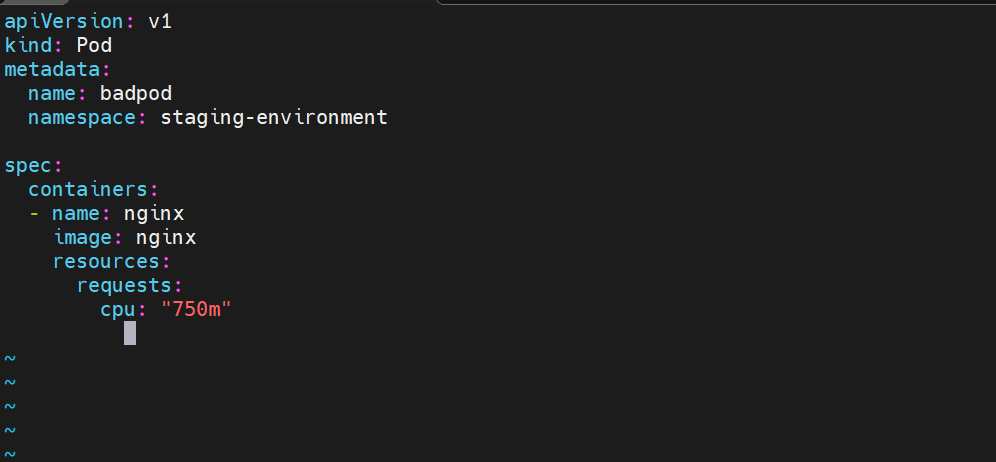 apiVersion: v1
kind: Pod
metadata:
  name: badpod
  namespace: staging-environment

spec:
  containers:
  - name: nginx
    image: nginx
    resources:
      requests:
        cpu: "750m"

~
~
~
~
~